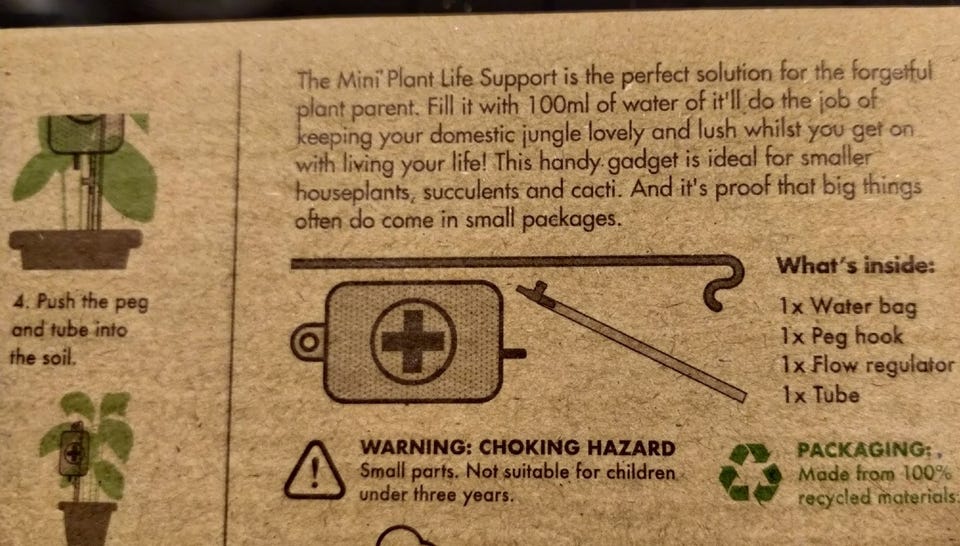 The Mini Plant Life Support is the perfect solution for the forgetful
plant parent. Fill it with 100ml of water of it'll do the job of
keeping your domestic jungle lovely and lush whilst you get on
with living your life! This handy gadget is ideal for smaller
houseplants, succulents and cacti. And it's proof that big things
often do come in small packages.
4. Push the peg
and tube into
the soil.
What's inside:
1x Water bag
1x Peg hook
1x Flow regulator
1x Tube
WARNING: CHOKING HAZARD
Small parts. Not suitable for children
under three years.
PACKAGING:
Made from 100%
recycled materials.